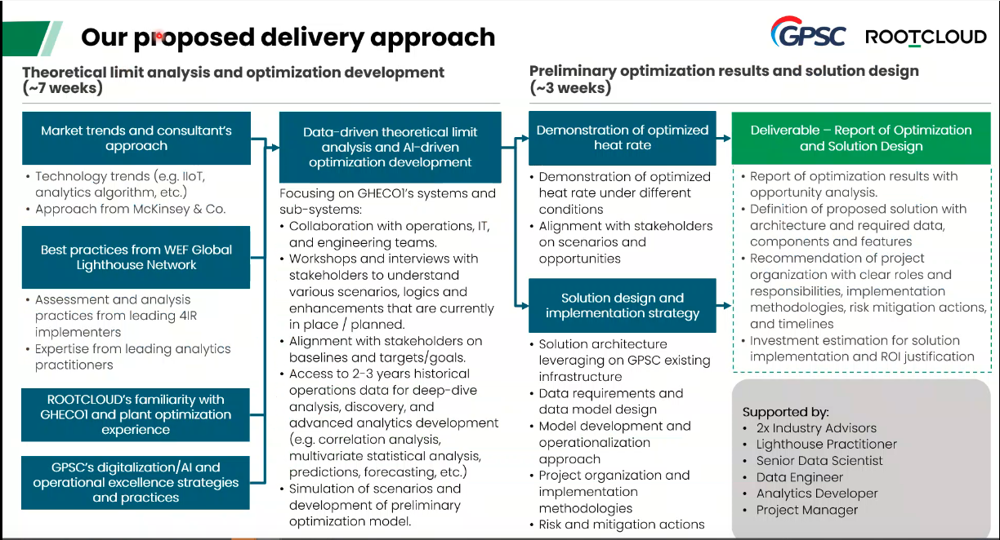 Our proposed delivery approach
GPSC
ROOTCLOUD
Theoretical limit analysis and optimization development
(~7 weeks)
Market trends and consultant's
approach
• Technology trends (e.g. IIoT,
analytics algorithm, etc.)
• Approach from McKinsey & Co.
Best practices from WEF Global
Lighthouse Network
• Assessment and analysis
practices from leading 4IR
implementers
• Expertise from leading analytics
practitioners
ROOTCLOUD's familiarity with
GHECO1 and plant optimization
experience
GPSC's digitalization/AI and
operational excellence strategies
and practices
Data-driven theoretical limit
analysis and AI-driven
optimization development
Focusing on GHECO1's systems and
sub-systems:
• Collaboration with operations, IT,
and engineering teams.
• Workshops and interviews with
stakeholders to understand
various scenarios, logics and
enhancements that are currently
in place / planned.
• Alignment with stakeholders on
baselines and targets/goals.
• Access to 2-3 years historical
operations data for deep-dive
analysis, discovery, and
advanced analytics development
(e.g. correlation analysis,
multivariate statistical analysis,
predictions, forecasting, etc.)
• Simulation of scenarios and
development of preliminary
optimization model.
Preliminary optimization results and solution design
(~3 weeks)
Demonstration of optimized
heat rate
• Demonstration of optimized
heat rate under different
conditions
• Alignment with stakeholders
on scenarios and
opportunities
Solution design and
implementation strategy
• Solution architecture
leveraging on GPSC existing
infrastructure
• Data requirements and
data model design
• Model development and
operationalization
approach
• Project organization and
implementation
methodologies
• Risk and mitigation actions
Deliverable – Report of Optimization
and Solution Design
• Report of optimization results with
opportunity analysis.
• Definition of proposed solution with
architecture and required data,
components and features
• Recommendation of project
organization with clear roles and
responsibilities, implementation
methodologies, risk mitigation actions,
and timelines
• Investment estimation for solution
implementation and ROI justification
Supported by:
• 2x Industry Advisors
• Lighthouse Practitioner
• Senior Data Scientist
• Data Engineer
• Analytics Developer
• Project Manager